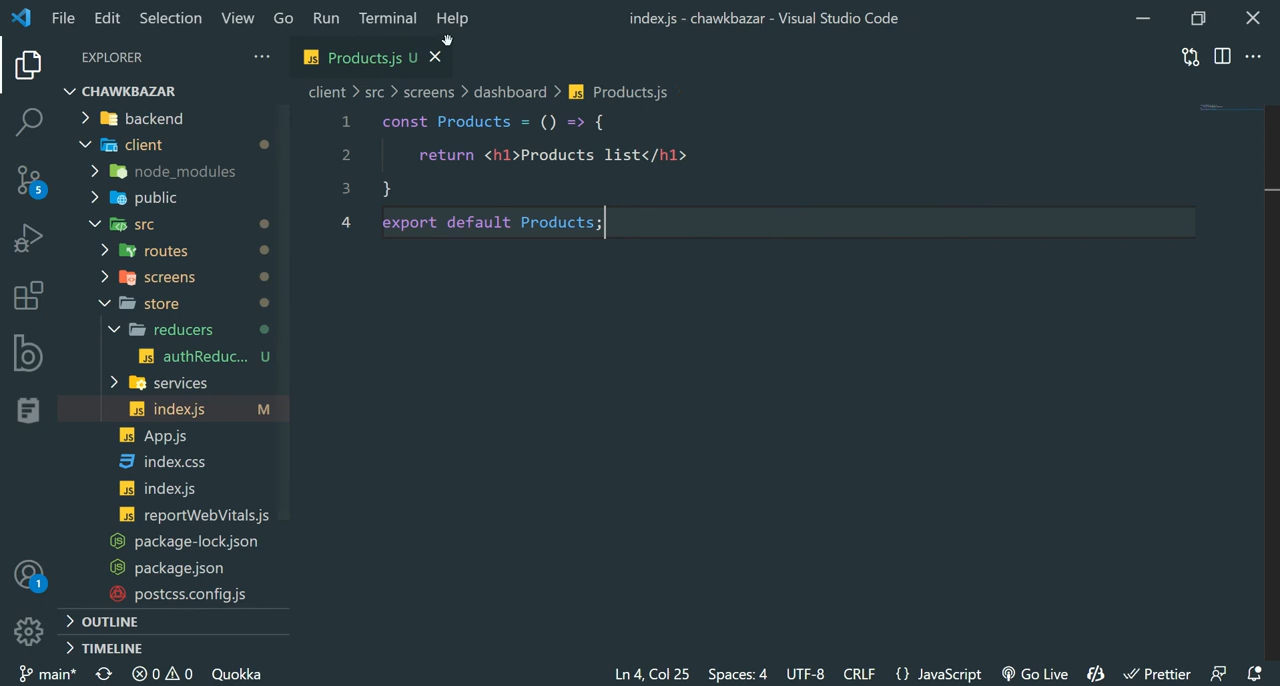 File Edit Selection View Go Run Terminal Help
index.js - chawkbazar - Visual Studio Code
EXPLORER
CHAWKBAZAR
backend
client
node_modules
public
src
routes
screens
store
reducers
authReduc... U
services
index.js M
App.js
index.css
index.js
reportWebVitals.js
package-lock.json
package.json
postcss.config.js
OUTLINE
TIMELINE
5
1
JS Products.js U
client > src > screens > dashboard > JS Products.js
1 const Products = () => {
2 return <h1>Products list</h1>
3 }
4 export default Products;
main* 0 0 Quokka
Ln 4, Col 25 Spaces: 4 UTF-8 CRLF {} JavaScript Go Live Prettier